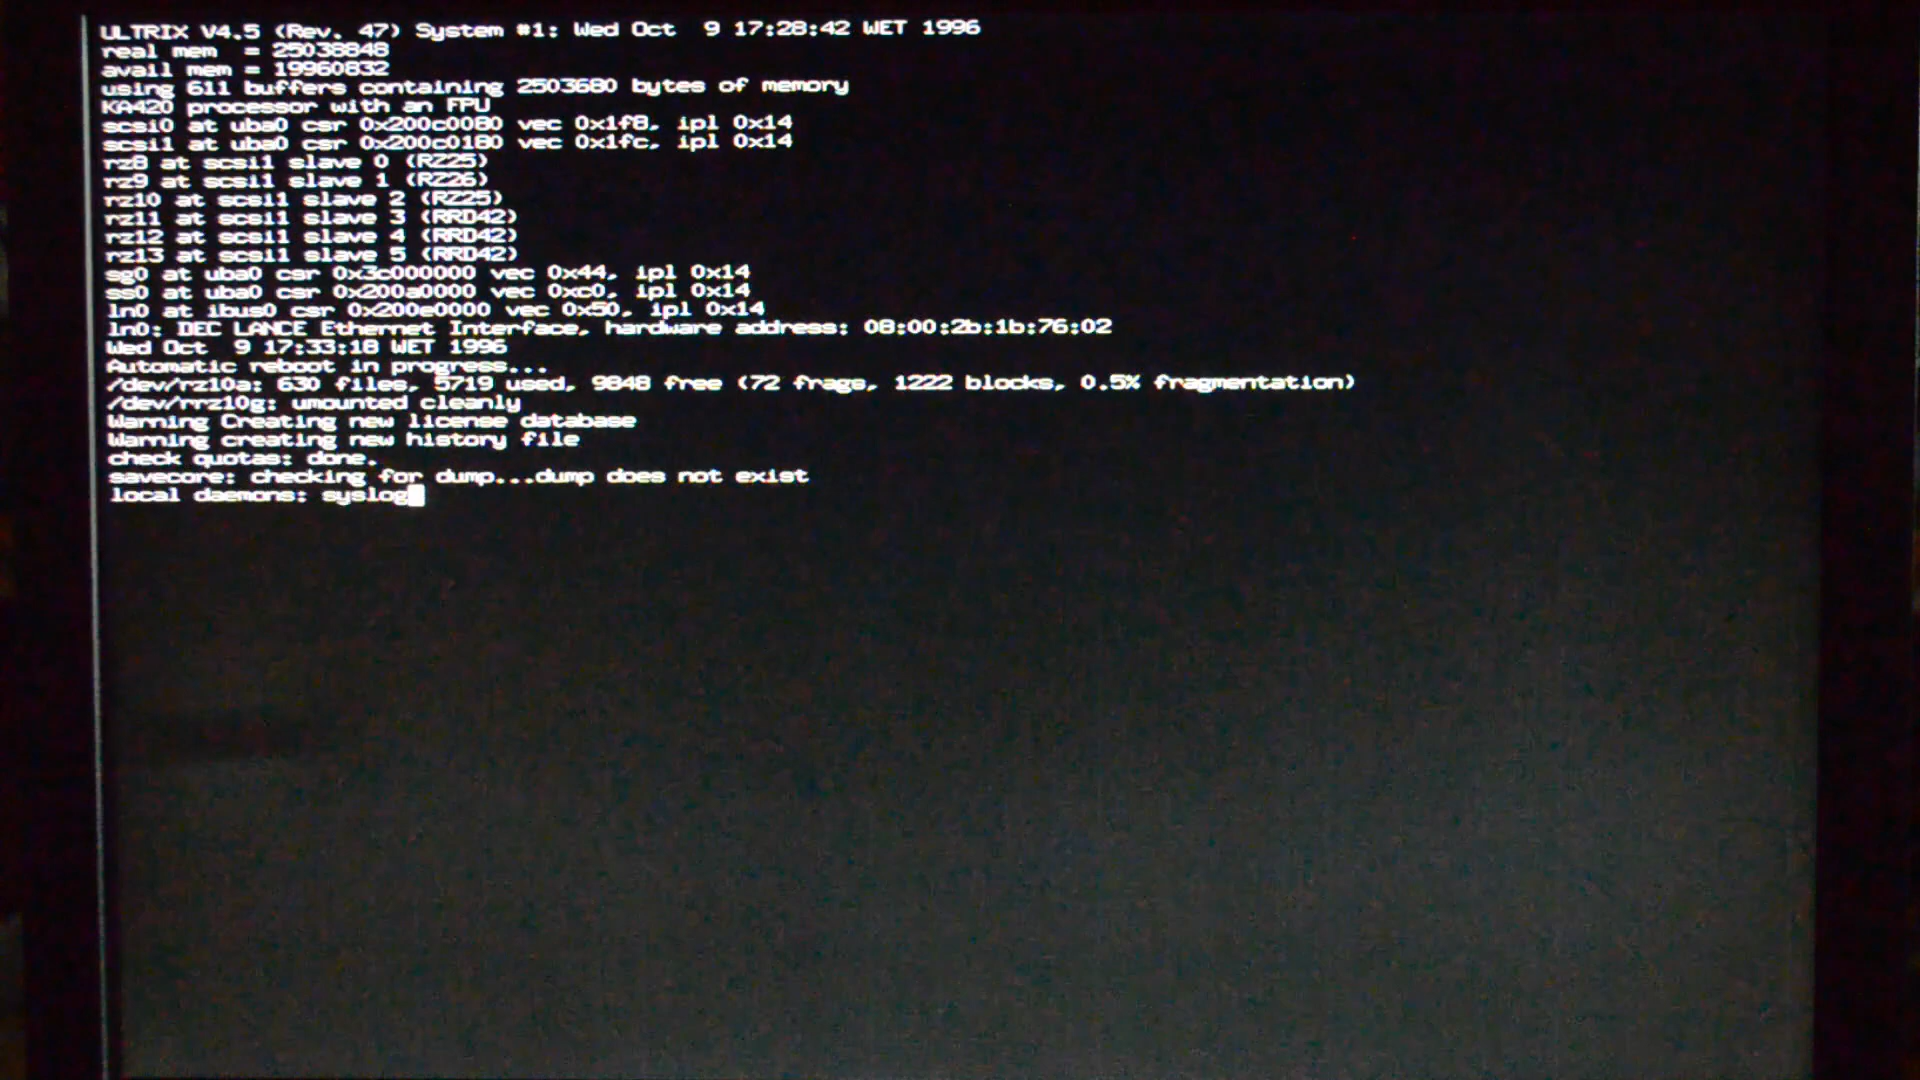 ULTRIX V4.5 (Rev. 47) System #1: Wed Oct  9 17:28:42 WET 1996
real mem  = 25038848
avail mem = 19960832
using 611 buffers containing 2503680 bytes of memory
KA420 processor with an FPU
scsi0 at uba0 csr 0x200c0080 vec 0x1f8, ipl 0x14
scsi1 at uba0 csr 0x200c0180 vec 0x1fc, ipl 0x14
rz8 at scsi1 slave 0 (RZ25)
rz9 at scsi1 slave 1 (RZ26)
rz10 at scsi1 slave 2 (RZ25)
rz11 at scsi1 slave 3 (RRD42)
rz12 at scsi1 slave 4 (RRD42)
rz13 at scsi1 slave 5 (RRD42)
sg0 at uba0 csr 0x3c000000 vec 0x44, ipl 0x14
ss0 at uba0 csr 0x200a0000 vec 0xc0, ipl 0x14
ln0 at ibus0 csr 0x200e0000 vec 0x50, ipl 0x14
ln0: DEC LANCE Ethernet Interface, hardware address: 08:00:2b:1b:76:02
Wed Oct  9 17:33:18 WET 1996
Automatic reboot in progress...
/dev/rz10a: 630 files, 5719 used, 9848 free (72 frags, 1222 blocks, 0.5% fragmentation)
/dev/rrz10g: umounted cleanly
Warning Creating new license database
Warning creating new history file
check quotas: done.
savecore: checking for dump...dump does not exist
local daemons: syslog